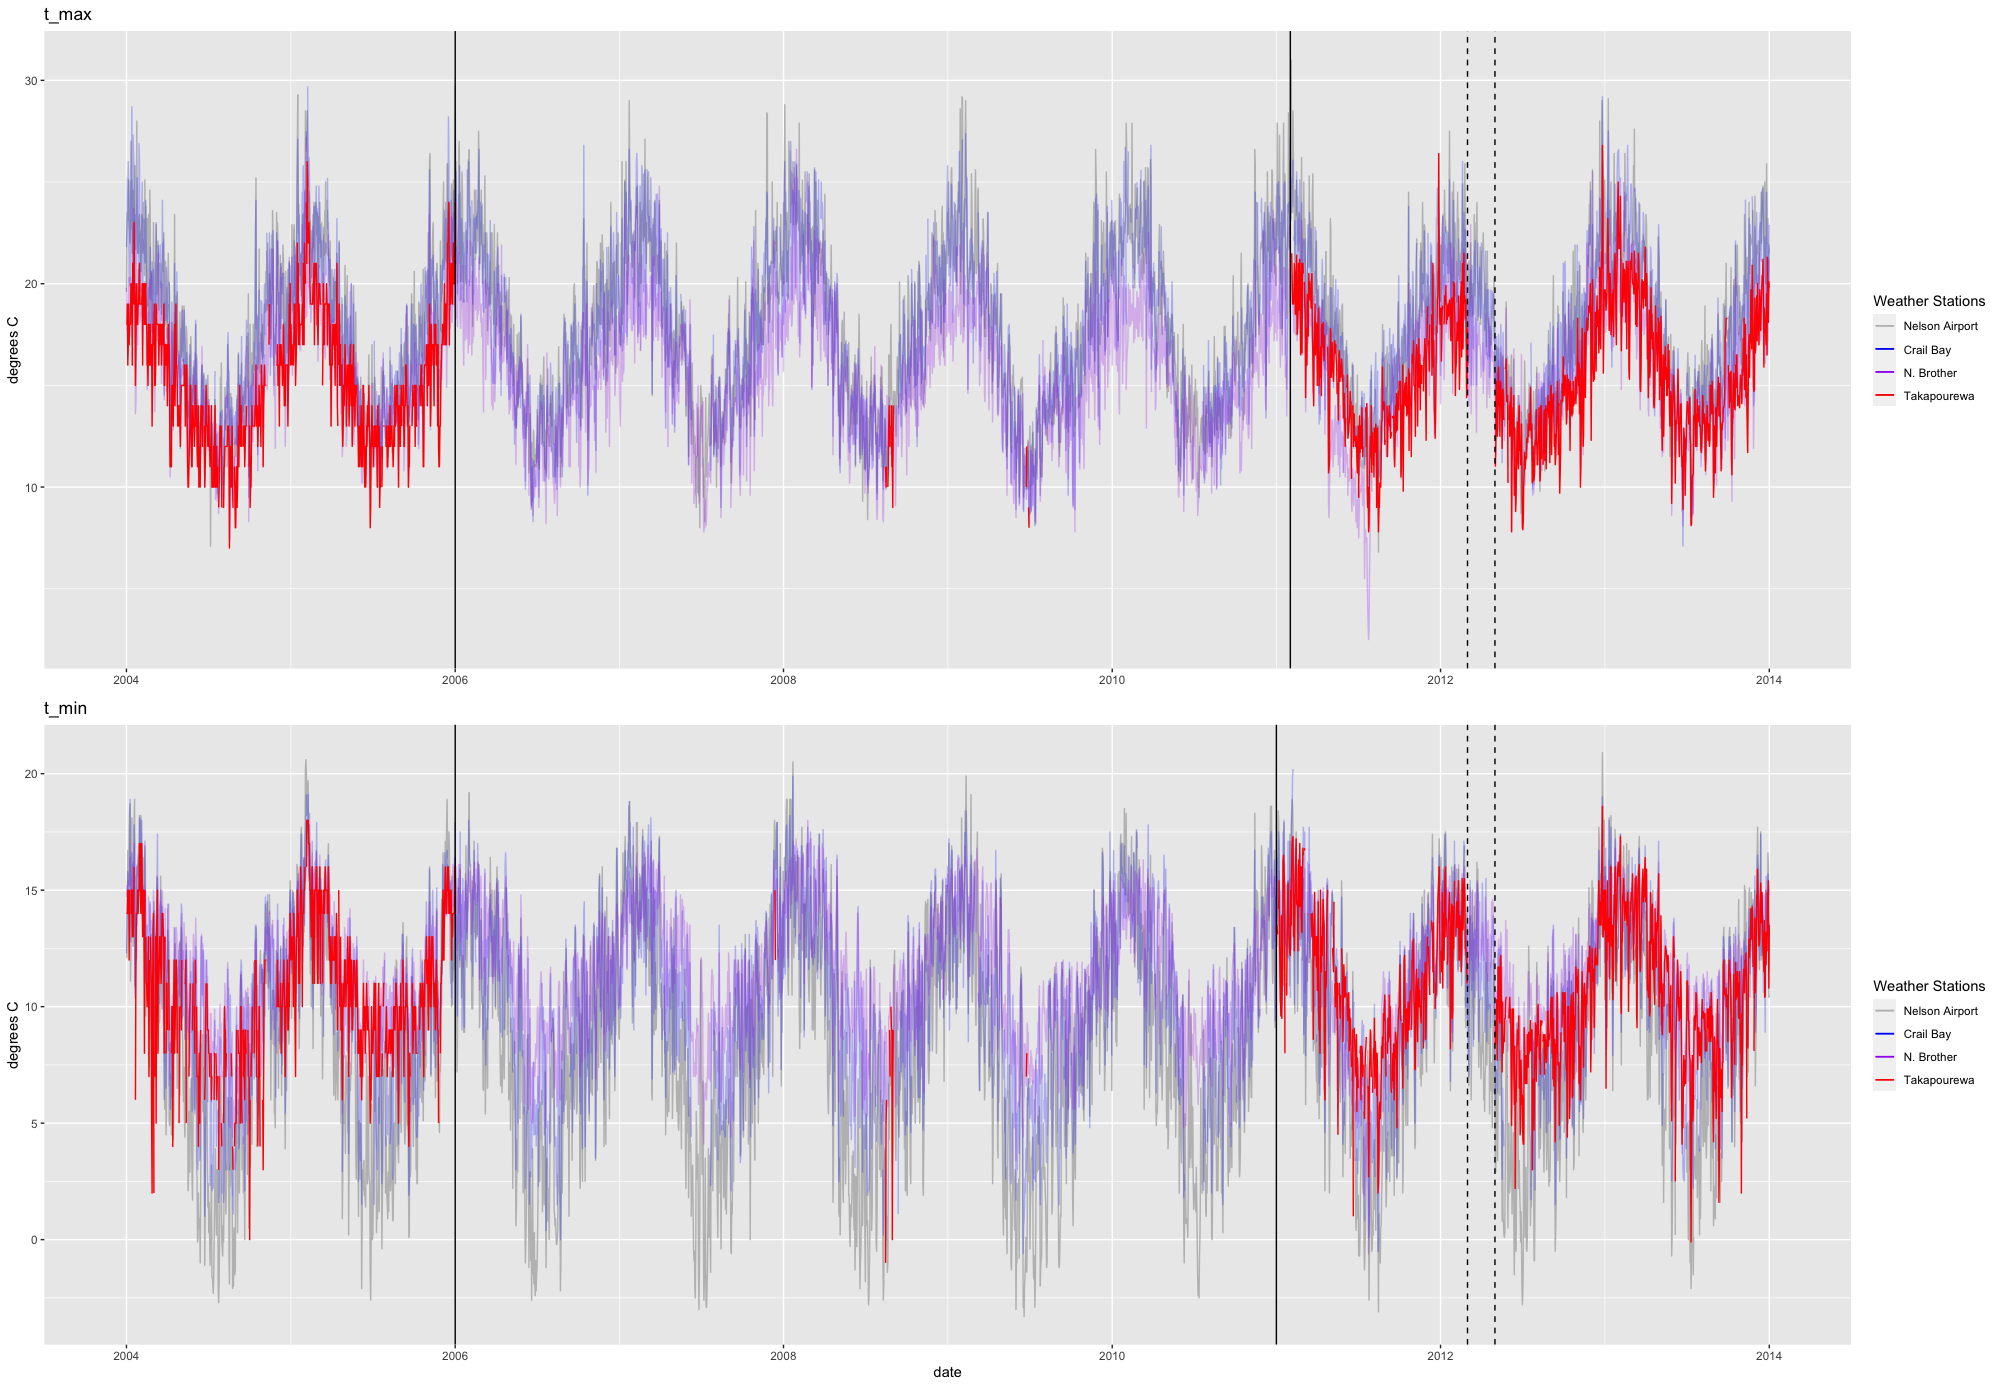 t_max
degrees C
30
20
10
2004 2006 2008 2010 2012 2014
Weather Stations
Nelson Airport
Crail Bay
N. Brother
Takapourewa
t_min
degrees C
20
15
10
5
0
2004 2006 2008 2010 2012 2014
date
Weather Stations
Nelson Airport
Crail Bay
N. Brother
Takapourewa